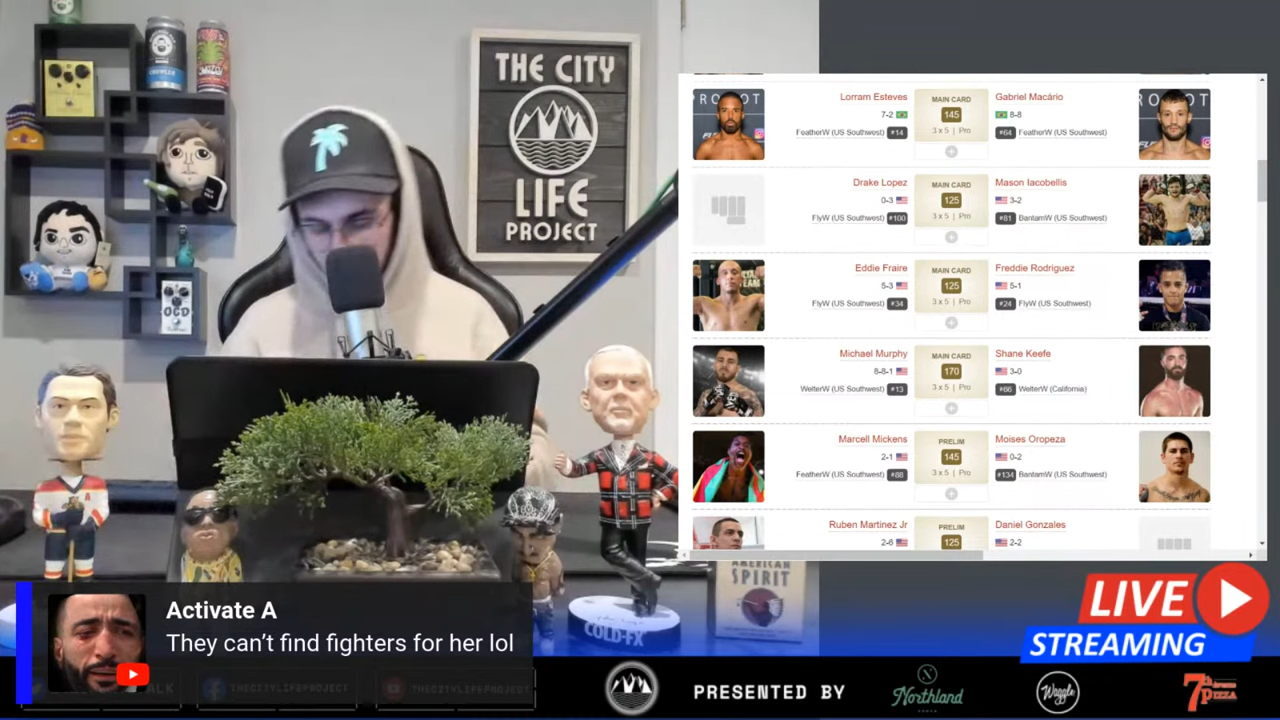 THE CITY
LIFE
PROJECT
OCD
Lorram Esteves
7-2
FeatherW (US Southwest) #14
MAIN CARD
145
3 x 5 | Pro
Gabriel Macário
8-8
#64 FeatherW (US Southwest)
Drake Lopez
0-3
FlyW (US Southwest) #100
MAIN CARD
125
3 x 5 | Pro
Mason Iacobellis
3-2
#81 BantamW (US Southwest)
Eddie Fraire
5-3
FlyW (US Southwest) #34
MAIN CARD
125
3 x 5 | Pro
Freddie Rodriguez
5-1
#24 FlyW (US Southwest)
Michael Murphy
8-8-1
WelterW (US Southwest) #13
MAIN CARD
170
3 x 5 | Pro
Shane Keefe
3-0
#66 WelterW (California)
Marcell Mickens
2-1
FeatherW (US Southwest) #88
PRELIM
145
3 x 5 | Pro
Moises Oropeza
0-2
#134 BantamW (US Southwest)
Ruben Martinez Jr
2-6
PRELIM
125
Daniel Gonzales
2-2
AMERICAN
SPIRIT
COLD-FX
Activate A
They can't find fighters for her lol
LIVE
STREAMING
THECITYLIFEPROJECT
THECITYLIFEPROJECT
PRESENTED BY
Northland
Waggle
7th
PIZZA